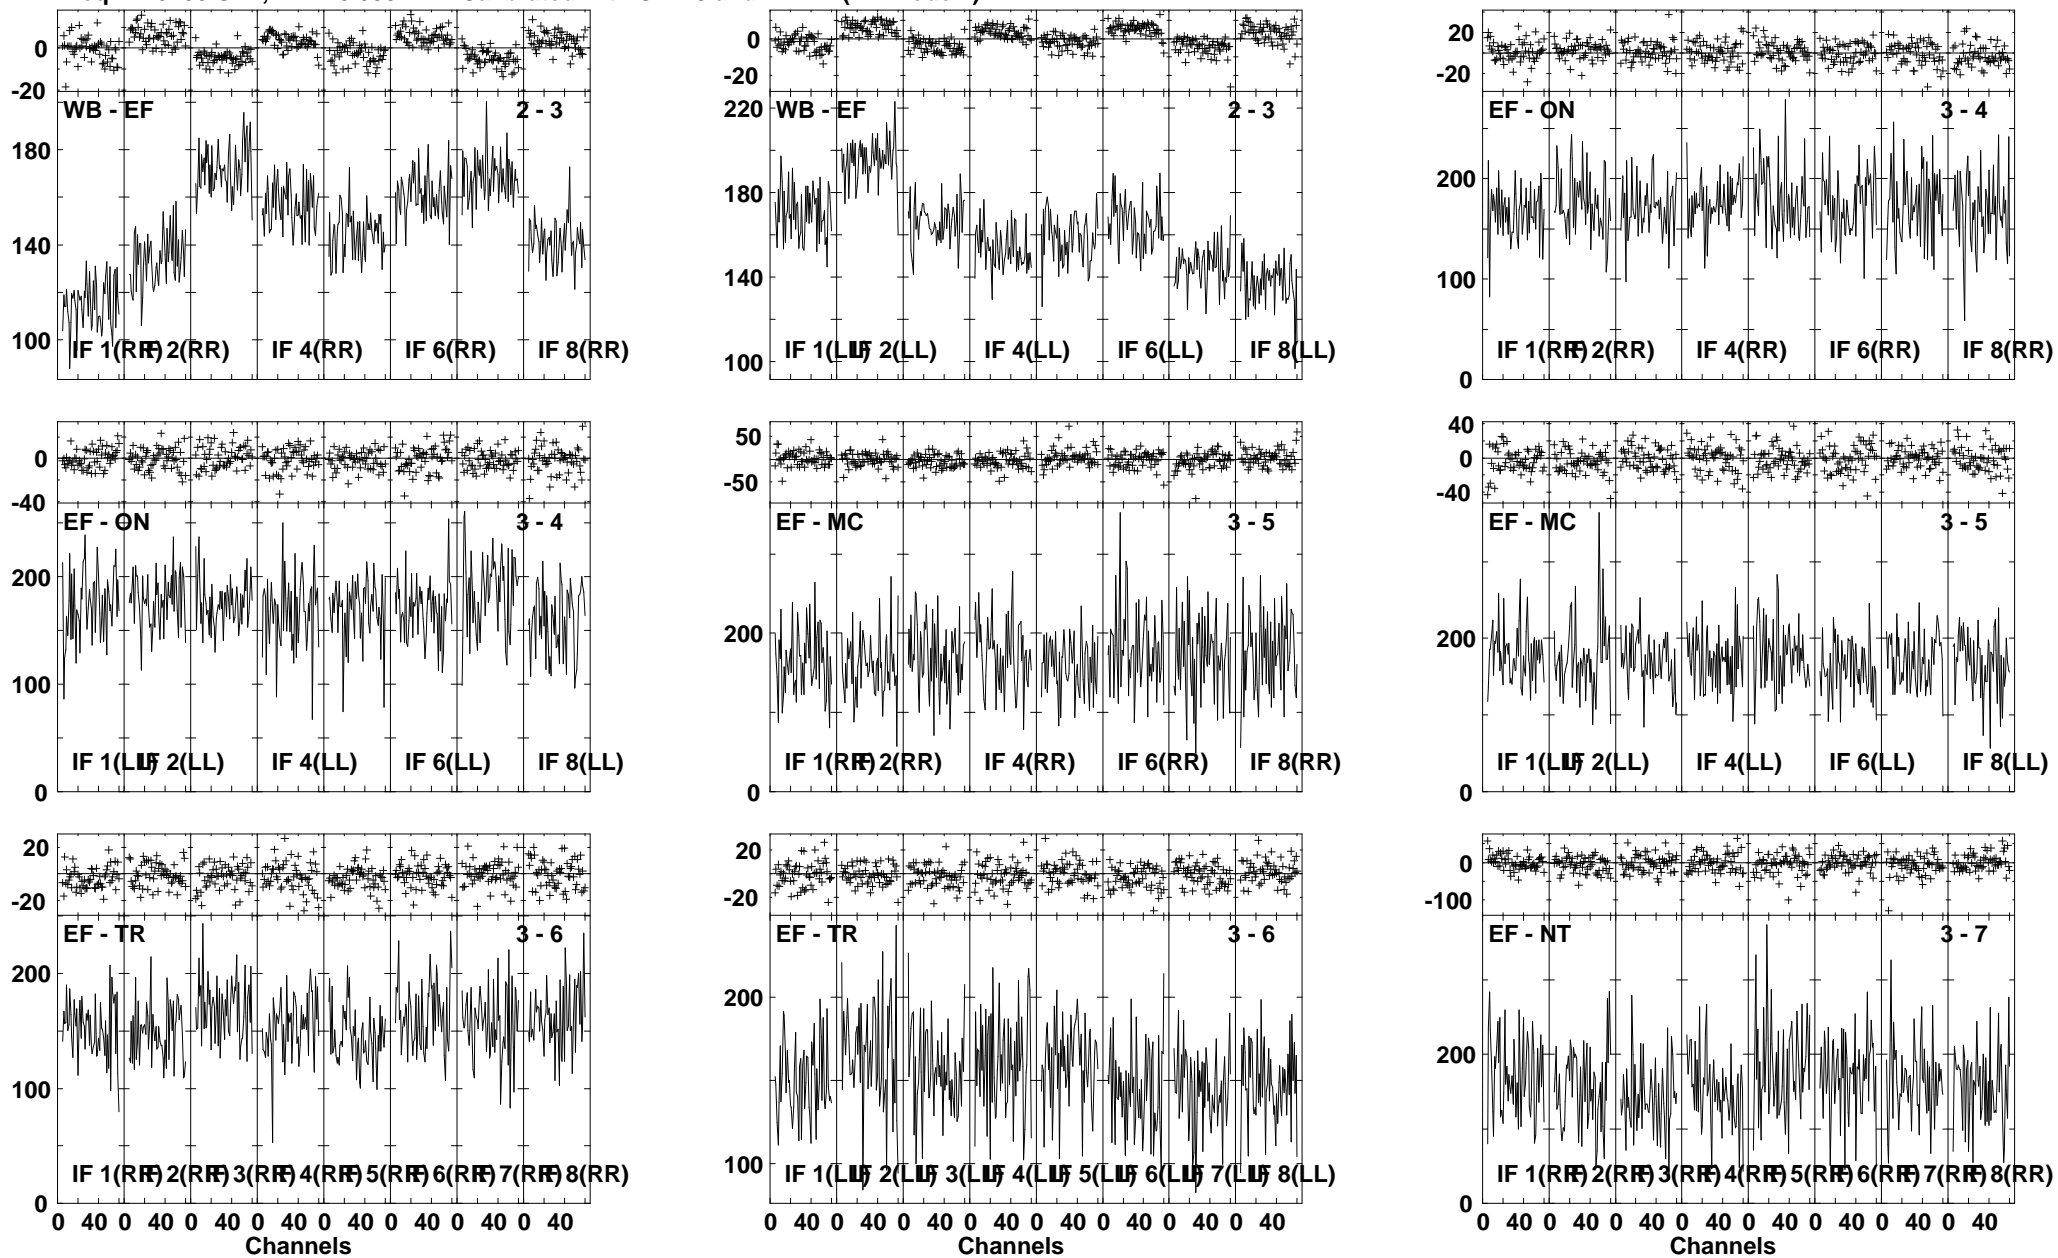 0
-20
WB - EF 2 - 3
180
140
100
IF 1(RR) IF 2(RR) IF 4(RR) IF 6(RR) IF 8(RR)
0
-20
WB - EF 2 - 3
220
180
140
100
IF 1(LL) IF 2(LL) IF 4(LL) IF 6(LL) IF 8(LL)
20
-20
EF - ON 3 - 4
200
100
0
IF 1(RR) IF 2(RR) IF 4(RR) IF 6(RR) IF 8(RR)
0
-40
EF - ON 3 - 4
200
100
0
IF 1(LL) IF 2(LL) IF 4(LL) IF 6(LL) IF 8(LL)
50
-50
EF - MC 3 - 5
200
0
IF 1(RR) IF 2(RR) IF 4(RR) IF 6(RR) IF 8(RR)
40
0
-40
EF - MC 3 - 5
200
0
IF 1(LL) IF 2(LL) IF 4(LL) IF 6(LL) IF 8(LL)
20
-20
EF - TR 3 - 6
200
100
0
IF 1(RR) IF 2(RR) IF 3(RR) IF 4(RR) IF 5(RR) IF 6(RR) IF 7(RR) IF 8(RR)
0 40 0 40 0 40 0 40 0 40 0 40 0 40 0 40
Channels
20
-20
EF - TR 3 - 6
200
100
IF 1(LL) IF 2(LL) IF 3(LL) IF 4(LL) IF 5(LL) IF 6(LL) IF 7(LL) IF 8(LL)
0 40 0 40 0 40 0 40 0 40 0 40 0 40 0 40
Channels
0
-100
EF - NT 3 - 7
200
0
IF 1(RR) IF 2(RR) IF 3(RR) IF 4(RR) IF 5(RR) IF 6(RR) IF 7(RR) IF 8(RR)
0 40 0 40 0 40 0 40 0 40 0 40 0 40 0 40
Channels